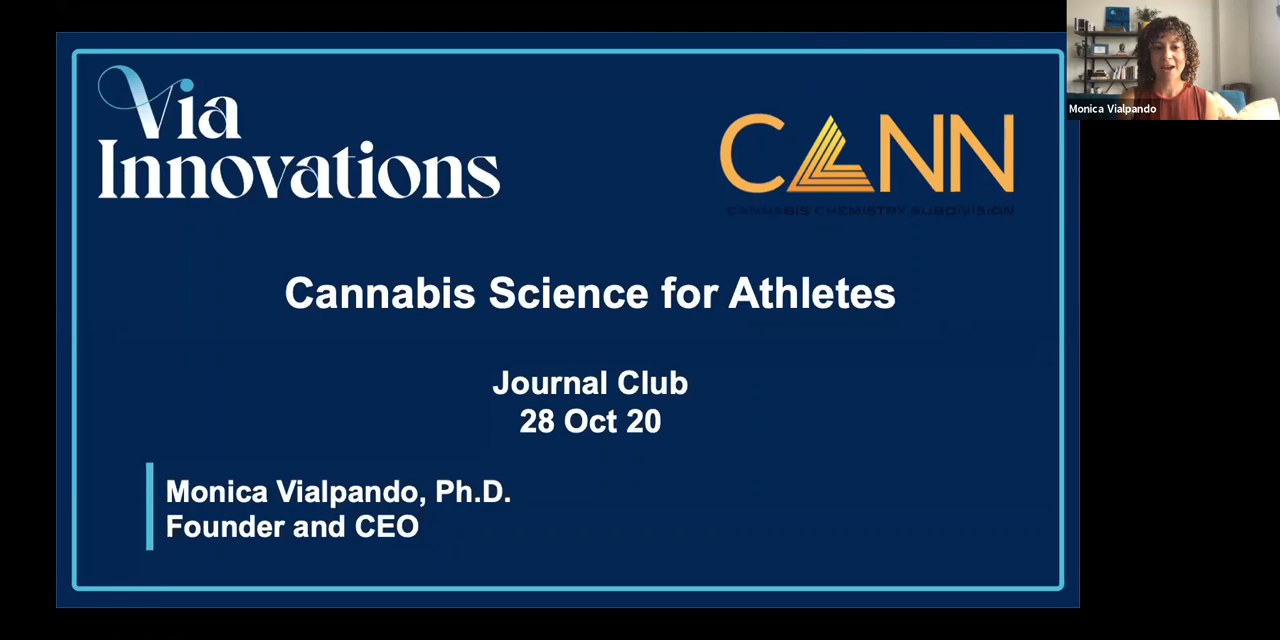 Via
Innovations
CANN
CANNABIS CHEMISTRY SUBDIVISION
Cannabis Science for Athletes
Journal Club
28 Oct 20
Monica Vialpando, Ph.D.
Founder and CEO
Monica Vialpando